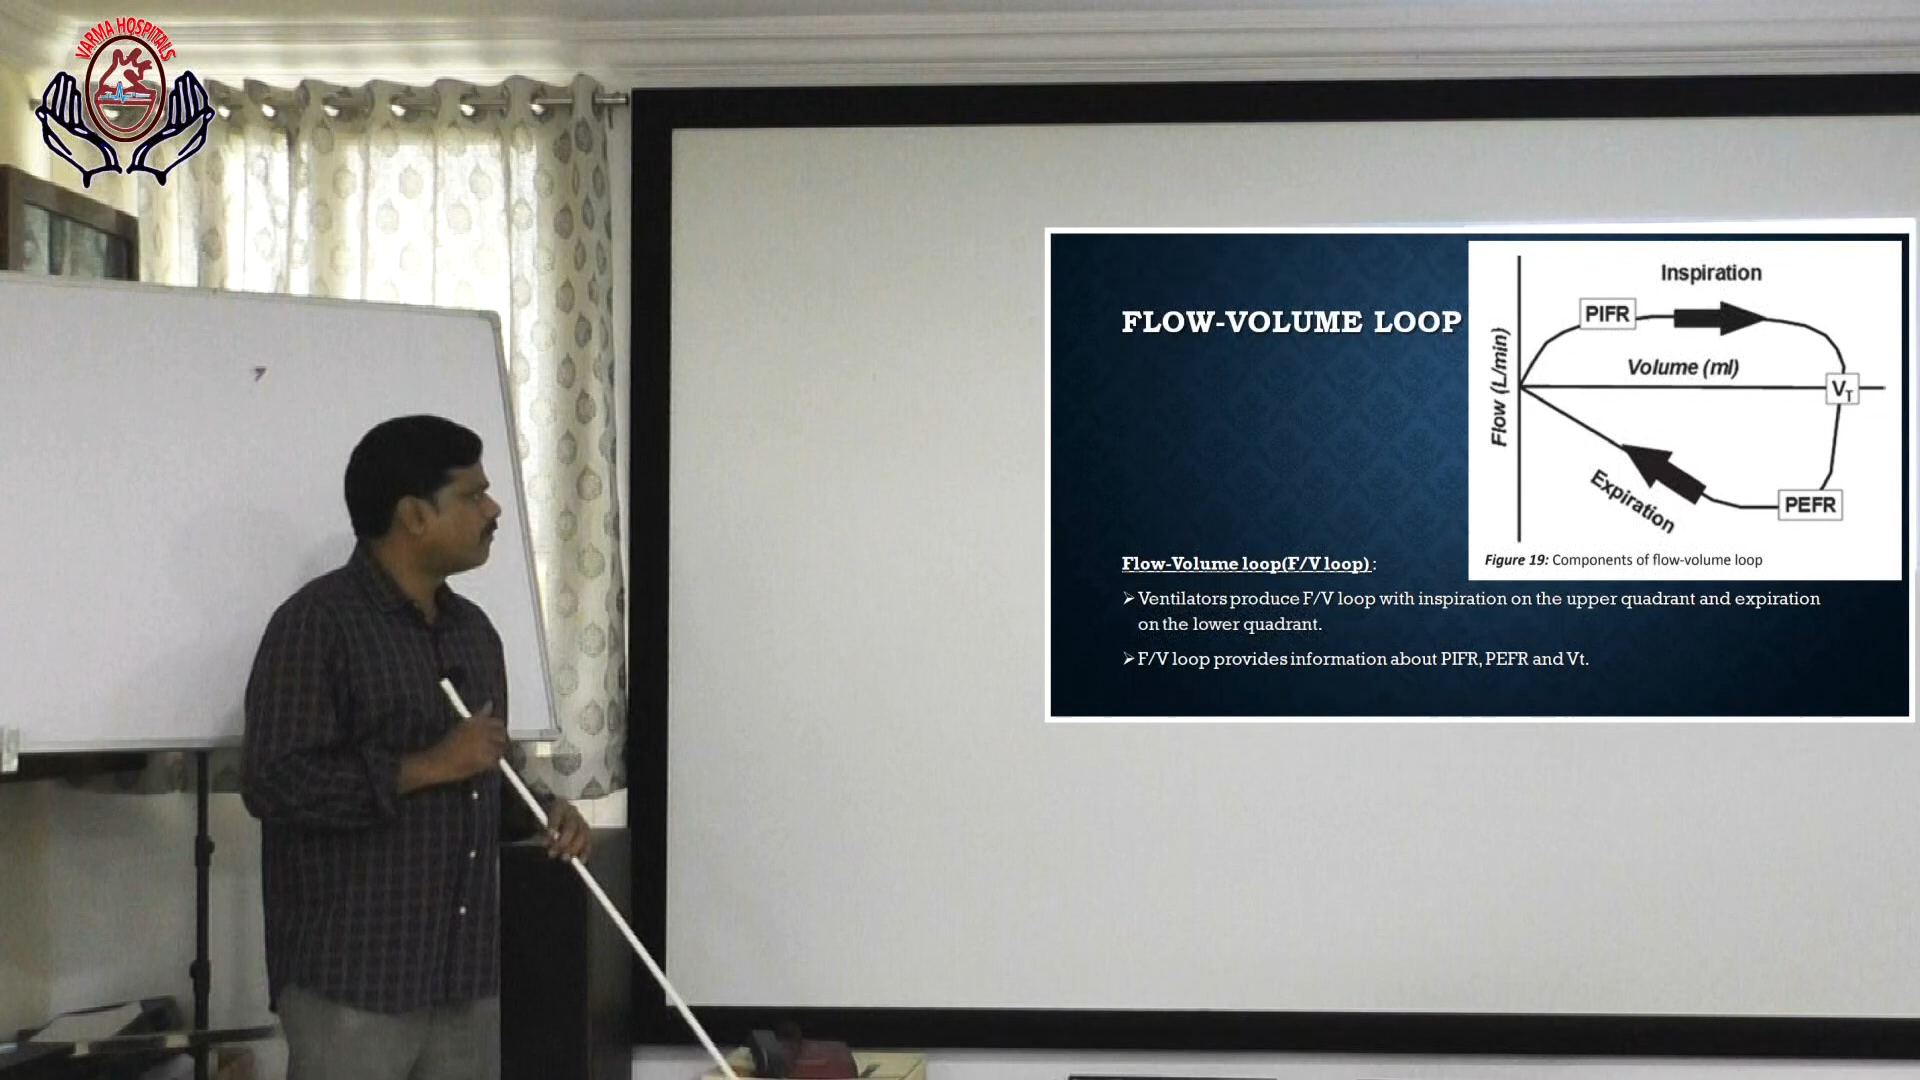 VARMA HOSPITALS
FLOW-VOLUME LOOP
Inspiration
PIFR
Volume (ml)
Flow (L/min)
VT
Expiration
PEFR
Figure 19: Components of flow-volume loop
Flow-Volume loop(F/V loop) :
➢ Ventilators produce F/V loop with inspiration on the upper quadrant and expiration
on the lower quadrant.
➢ F/V loop provides information about PIFR, PEFR and Vt.